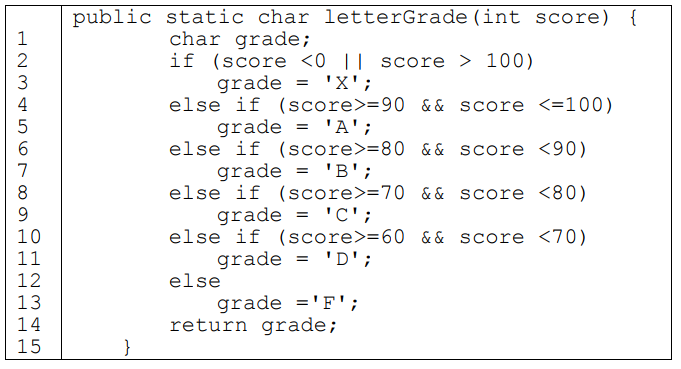 public static char letterGrade(int score) {
1 char grade;
2 if (score <0 || score > 100)
3 grade = 'X';
4 else if (score>=90 && score <=100)
5 grade = 'A';
6 else if (score>=80 && score <90)
7 grade = 'B';
8 else if (score>=70 && score <80)
9 grade = 'C';
10 else if (score>=60 && score <70)
11 grade = 'D';
12 else
13 grade ='F';
14 return grade;
15 }